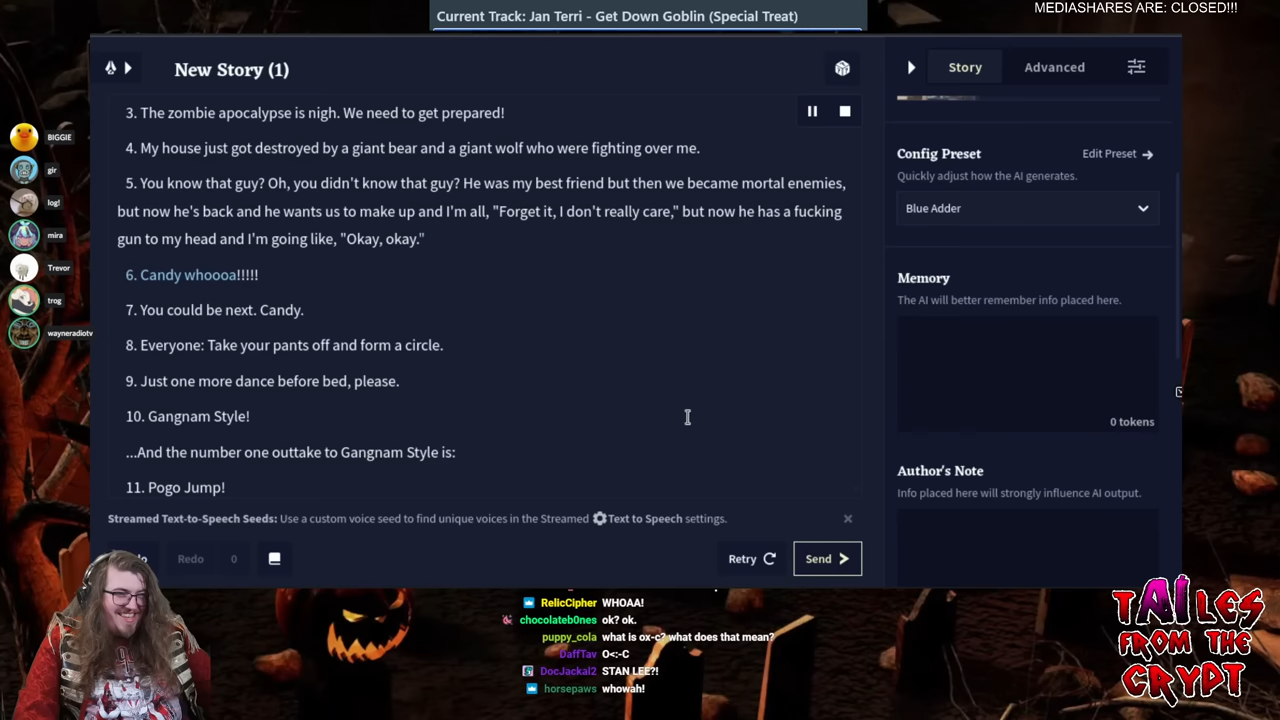 Current Track: Jan Terri - Get Down Goblin (Special Treat)
MEDIASHARES ARE: CLOSED!!!
New Story (1)
Story
Advanced
3. The zombie apocalypse is nigh. We need to get prepared!
4. My house just got destroyed by a giant bear and a giant wolf who were fighting over me.
5. You know that guy? Oh, you didn't know that guy? He was my best friend but then we became mortal enemies,
but now he's back and he wants us to make up and I'm all, "Forget it, I don't really care," but now he has a fucking
gun to my head and I'm going like, "Okay, okay."
6. Candy whoooa!!!!!
7. You could be next. Candy.
8. Everyone: Take your pants off and form a circle.
9. Just one more dance before bed, please.
10. Gangnam Style!
...And the number one outtake to Gangnam Style is:
11. Pogo Jump!
Streamed Text-to-Speech Seeds: Use a custom voice seed to find unique voices in the Streamed Text to Speech settings.
Redo
0
Retry
Send
Config Preset
Edit Preset
Quickly adjust how the AI generates.
Blue Adder
Memory
The AI will better remember info placed here.
0 tokens
Author's Note
Info placed here will strongly influence AI output.
BIGGIE
gir
log!
mira
Trevor
trog
wayneradiotv
RelicCipher WHOAA!
chocolateb0nes ok? ok.
puppy_cola what is ox-c? what does that mean?
DaffTav O<:-C
DocJackal2 STAN LEE?!
horsepaws whowah!
TAILES
FROM THE
CRYPT